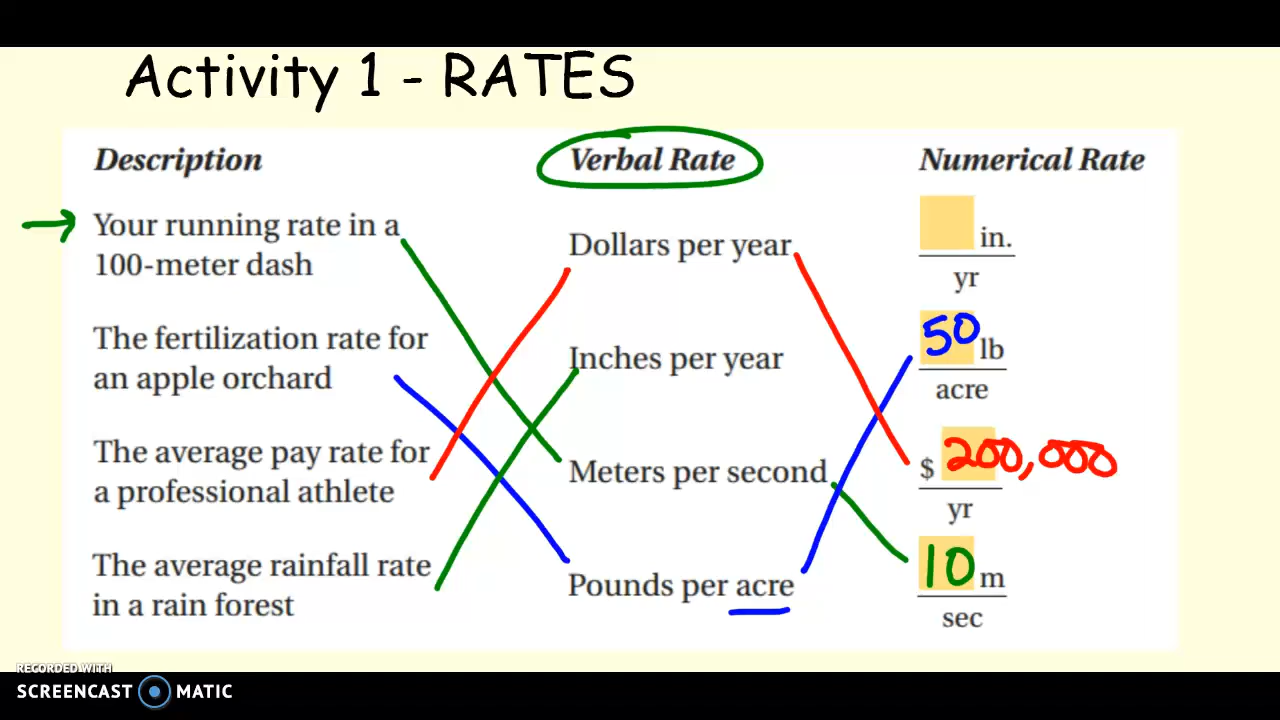 Activity 1 - RATES
Description Verbal Rate Numerical Rate
Your running rate in a
100-meter dash
The fertilization rate for
an apple orchard
The average pay rate for
a professional athlete
The average rainfall rate
in a rain forest
Dollars per year
Inches per year
Meters per second
Pounds per acre
in.
yr
50 lb
acre
$ 200,000
yr
10 m
sec
RECORDED WITH
SCREENCAST MATIC